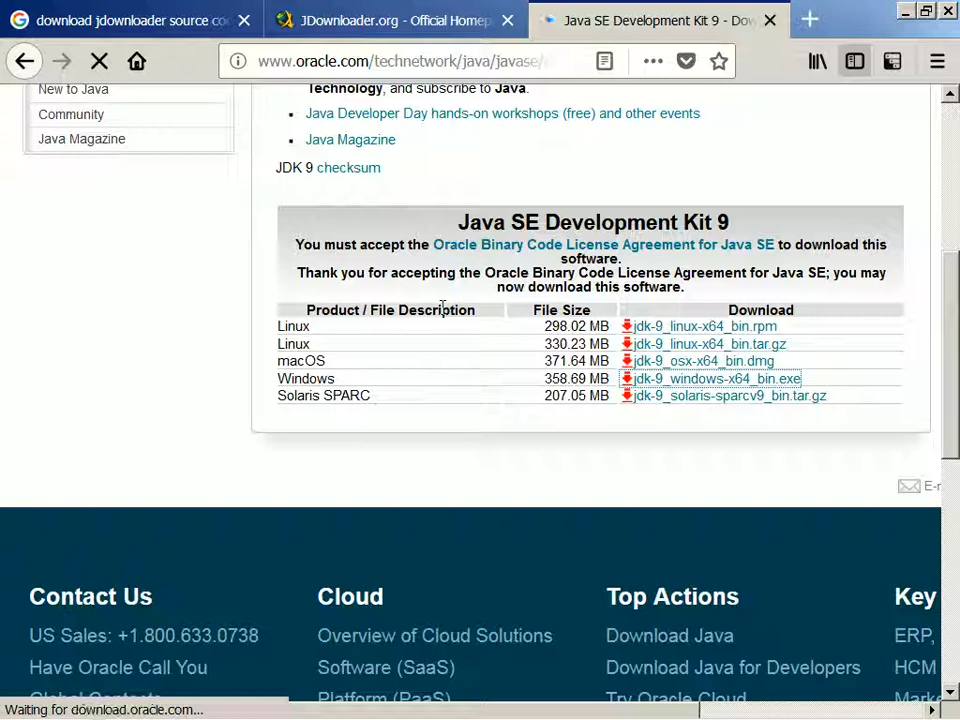 download jdownloader source co
JDownloader.org - Official Homep
Java SE Development Kit 9 - Dow
www.oracle.com/technetwork/java/javase/
New to Java
Community
Java Magazine
Technology, and subscribe to Java.
Java Developer Day hands-on workshops (free) and other events
Java Magazine
JDK 9 checksum
Java SE Development Kit 9
You must accept the Oracle Binary Code License Agreement for Java SE to download this
software.
Thank you for accepting the Oracle Binary Code License Agreement for Java SE; you may
now download this software.
Product / File Description File Size Download
Linux 298.02 MB jdk-9_linux-x64_bin.rpm
Linux 330.23 MB jdk-9_linux-x64_bin.tar.gz
macOS 371.64 MB jdk-9_osx-x64_bin.dmg
Windows 358.69 MB jdk-9_windows-x64_bin.exe
Solaris SPARC 207.05 MB jdk-9_solaris-sparcv9_bin.tar.gz
E-
Contact Us Cloud Top Actions Key
US Sales: +1.800.633.0738 Overview of Cloud Solutions Download Java ERP,
Have Oracle Call You Software (SaaS) Download Java for Developers HCM
Global Contacts Platform (PaaS) Try Oracle Cloud Marke
Waiting for download.oracle.com...